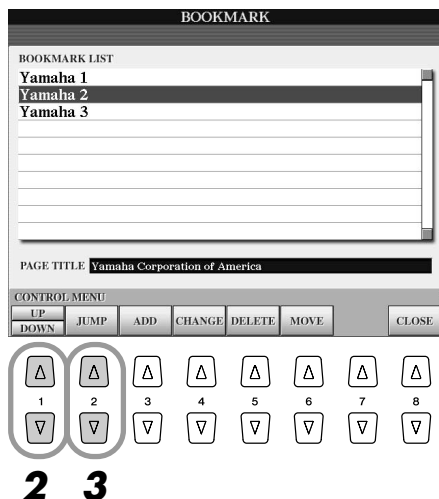 BOOKMARK
BOOKMARK LIST
Yamaha 1
Yamaha 2
Yamaha 3
PAGE TITLE Yamaha Corporation of America
CONTROL MENU
UP
DOWN
JUMP ADD CHANGE DELETE MOVE CLOSE
1 2 3 4 5 6 7 8
2 3